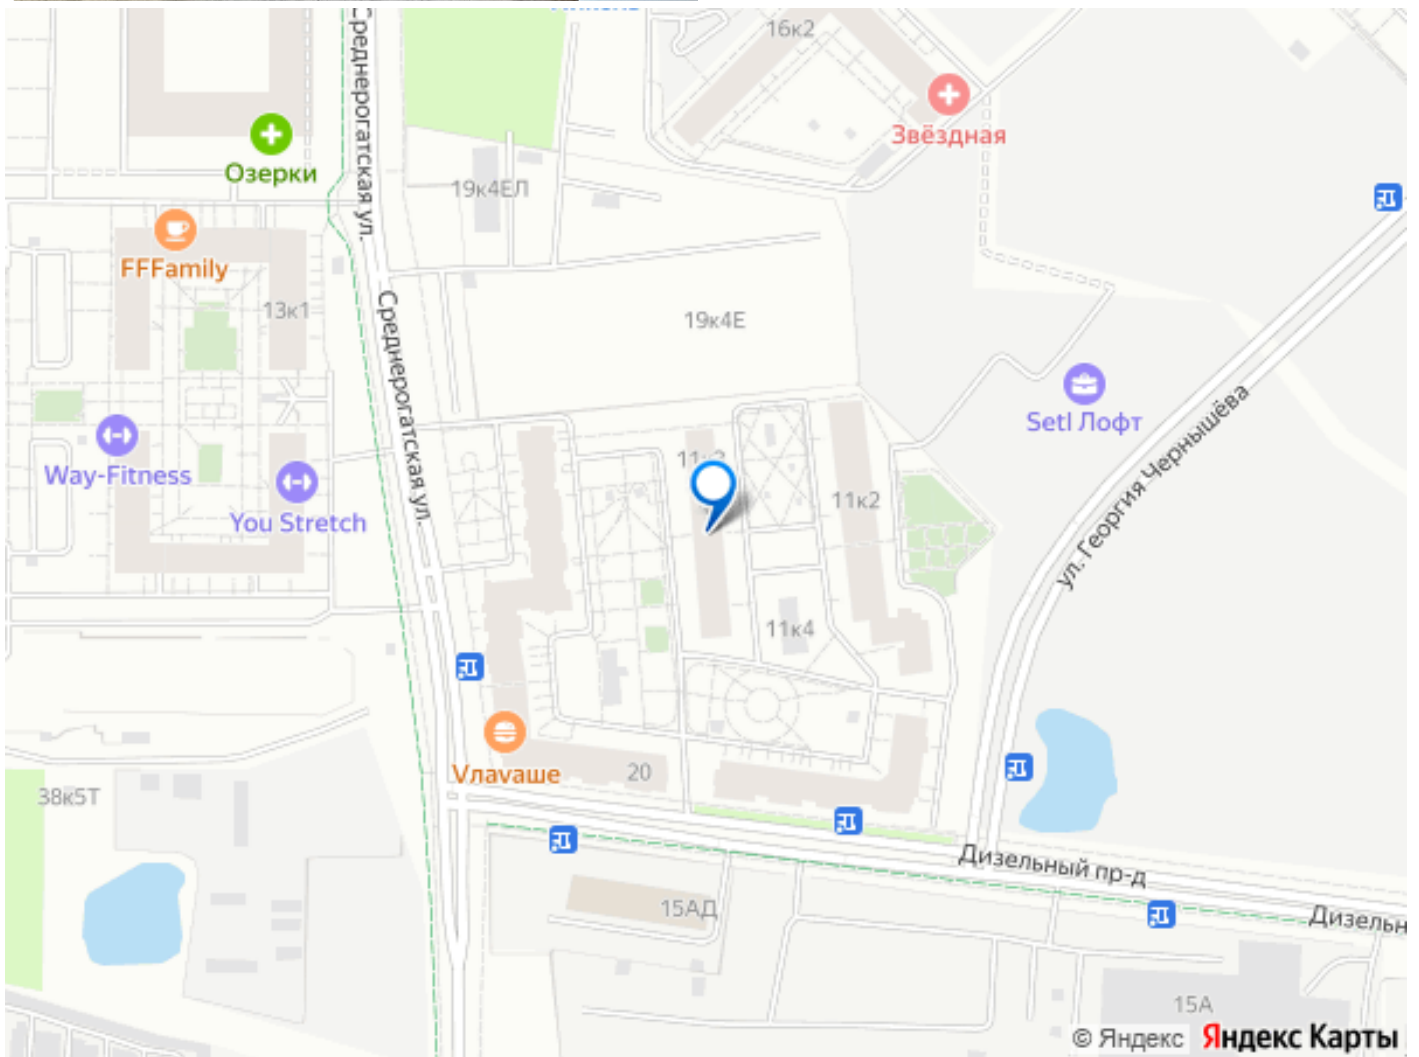 16к2
Среднерогатская ул.
Звёздная
Озерки
19к4ЕЛ
FFFamily
13к1
Среднерогатская ул.
19к4Е
Setl Лофт
ул. Георгия Чернышёва
Way-Fitness
You Stretch
11к2
11к4
Vлаvаше
20
38к5Т
Дизельный пр-д
15АД
Дизельн
15А
© Яндекс Яндекс Карты